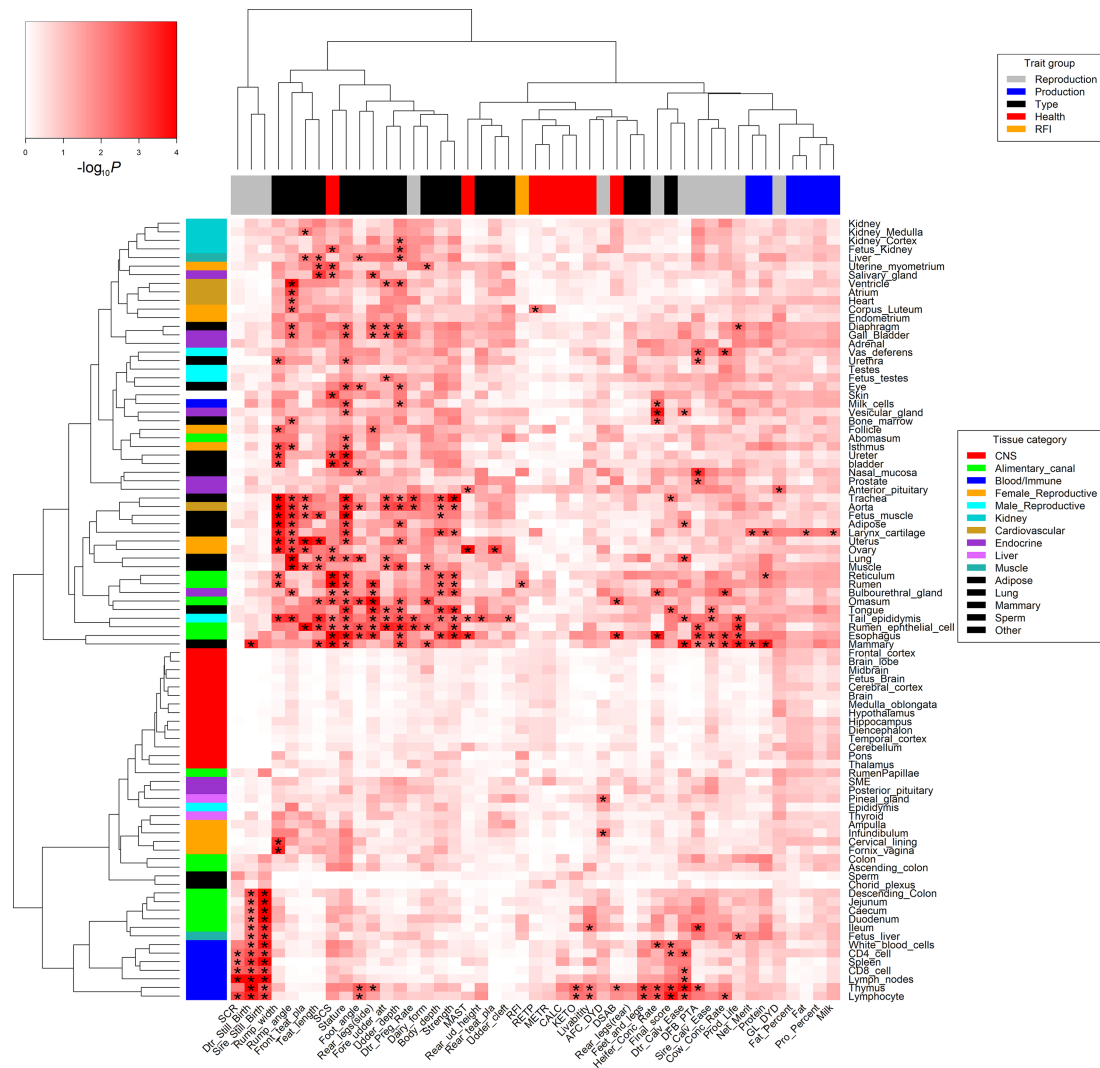 0 1 2 3 4
-log10P
Trait group
Reproduction
Production
Type
Health
RFI
Kidney
Kidney_Medulla
Kidney_Cortex
Fetus_Kidney
Liver
Uterine_myometrium
Salivary_gland
Ventricle
Atrium
Heart
Corpus_Luteum
Endometrium
Diaphragm
Gall_Bladder
Adrenal
Vas_deferens
Urethra
Testes
Fetus_testes
Eye
Skin
Milk_cells
Vesicular_gland
Bone_marrow
Follicle
Abomasum
Isthmus
Ureter
bladder
Nasal_mucosa
Prostate
Anterior_pituitary
Trachea
Aorta
Fetus_muscle
Adipose
Larynx_cartilage
Uterus
Ovary
Lung
Muscle
Reticulum
Rumen
Bulbourethral_gland
Omasum
Tongue
Tail_epididymis
Rumen_ephithelial_cell
Esophagus
Mammary
Frontal_cortex
Brain_lobe
Midbrain
Fetus_Brain
Cerebral_cortex
Brain
Medulla_oblongata
Hypothalamus
Hippocampus
Diencephalon
Temporal_cortex
Cerebellum
Pons
Thalamus
RumenPapillae
SME
Posterior_pituitary
Pineal_gland
Epididymis
Thyroid
Ampulla
Infundibulum
Cervical_lining
Fornix_vagina
Colon
Ascending_colon
Sperm
Chorid_plexus
Descending_Colon
Jejunum
Caecum
Duodenum
Ileum
Fetus_liver
White_blood_cells
CD4_cell
Spleen
CD8_cell
Lymph_nodes
Thymus
Lymphocyte
Tissue category
CNS
Alimentary_canal
Blood/Immune
Female_Reproductive
Male_Reproductive
Kidney
Cardiovascular
Endocrine
Liver
Muscle
Adipose
Lung
Mammary
Sperm
Other
SCR
Dtr_Still_Birth
Sire_Still_Birth
Rump_width
Rump_angle
Front_teat_pla
Teat_length
SCS
Stature
Foot_angle
Rear_legs(side)
Fore_udder_att
Udder_depth
Dtr_Preg_Rate
Dairy_form
Body_depth
Strength
MAST
Rear_ud_height
Rear_teat_pla
Udder_cleft
RFI
RETP
METR
CALC
KETO
Livability
AFC_DYD
DSAB
Rear_legs(rear)
Feet_and_legs
Heifer_Conc_Rate
Final_score
Dtr_Calv_Ease
DFB_PTA
Sire_Calv_Ease
Cow_Conc_Rate
Prod_Life
Net_Merit
Protein
GL_DYD
Fat_Percent
Fat
Pro_Percent
Milk